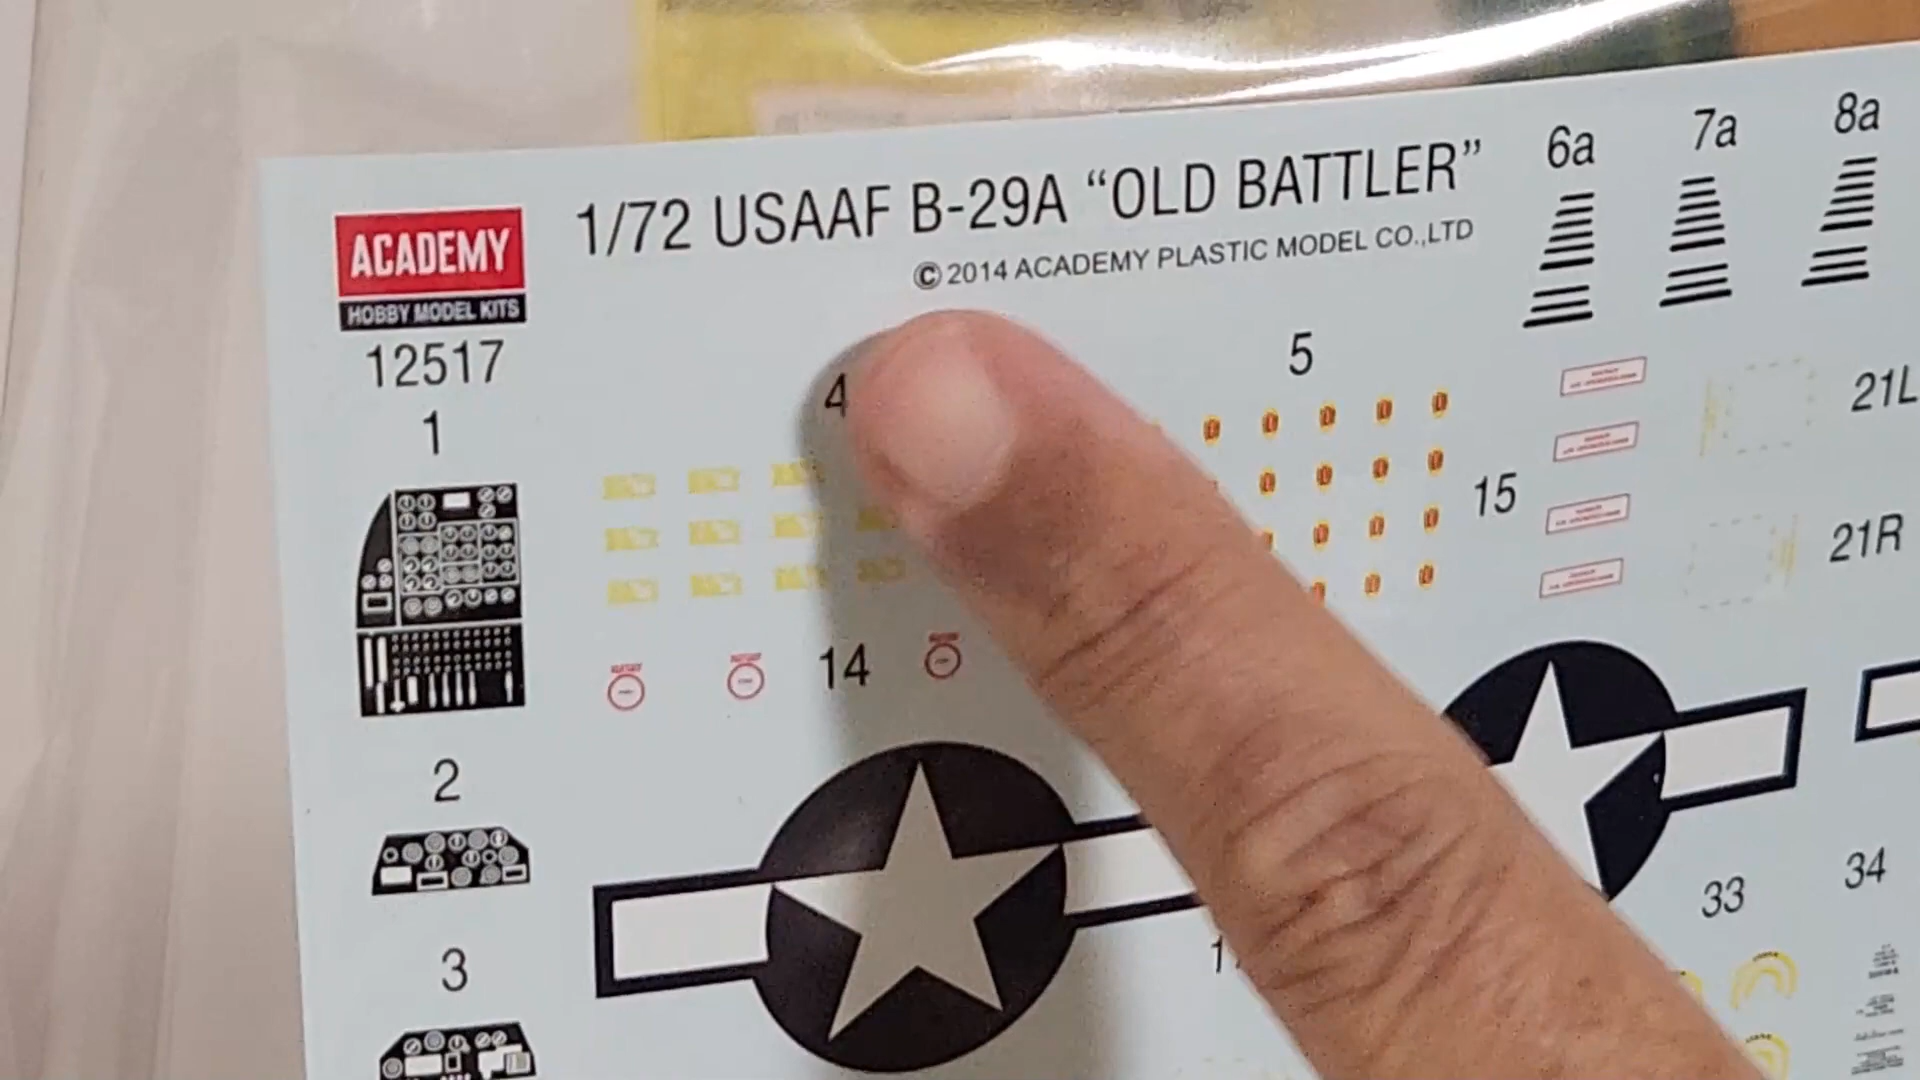 1/72 USAAF B-29A “OLD BATTLER”
© 2014 ACADEMY PLASTIC MODEL CO.,LTD
ACADEMY
HOBBY MODEL KITS
12517
6a
7a
8a
1
4
5
15
21L
21R
14
2
33
34
3